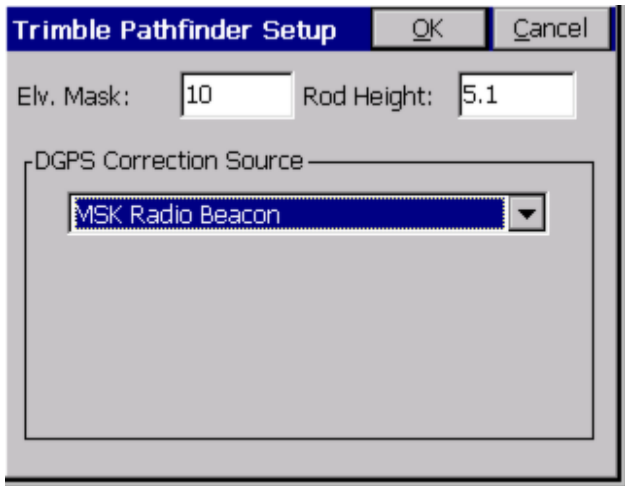 Trimble Pathfinder Setup OK Cancel
Elv. Mask: 10 Rod Height: 5.1
DGPS Correction Source
MSK Radio Beacon